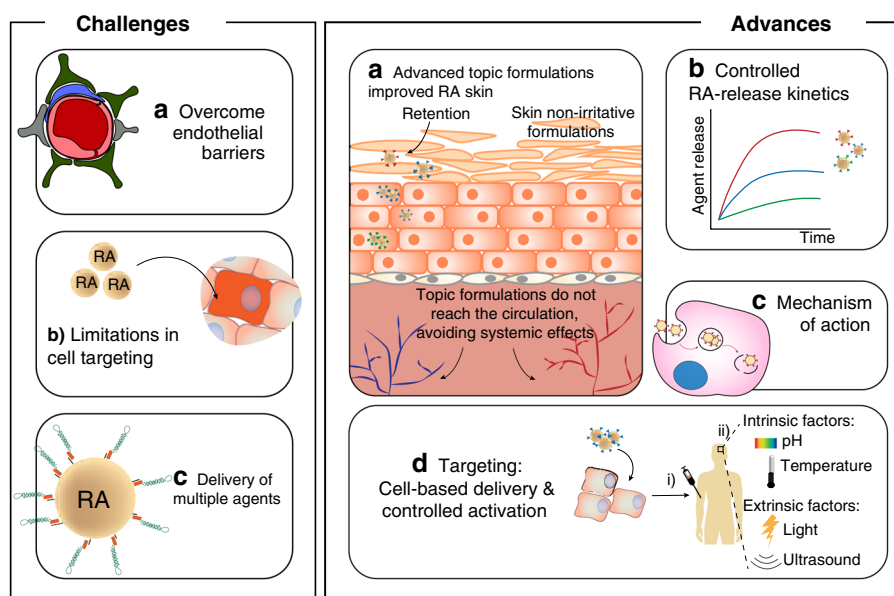 Challenges
a Overcome
endothelial
barriers
RA
RA RA
b) Limitations in
cell targeting
c Delivery of
multiple agents
RA
Advances
a Advanced topic formulations
improved RA skin
Retention
Skin non-irritative
formulations
Topic formulations do not
reach the circulation,
avoiding systemic effects
b Controlled
RA-release kinetics
Agent release
Time
c Mechanism
of action
d Targeting:
Cell-based delivery &
controlled activation
i)
ii)
Intrinsic factors:
pH
Temperature
Extrinsic factors:
Light
Ultrasound